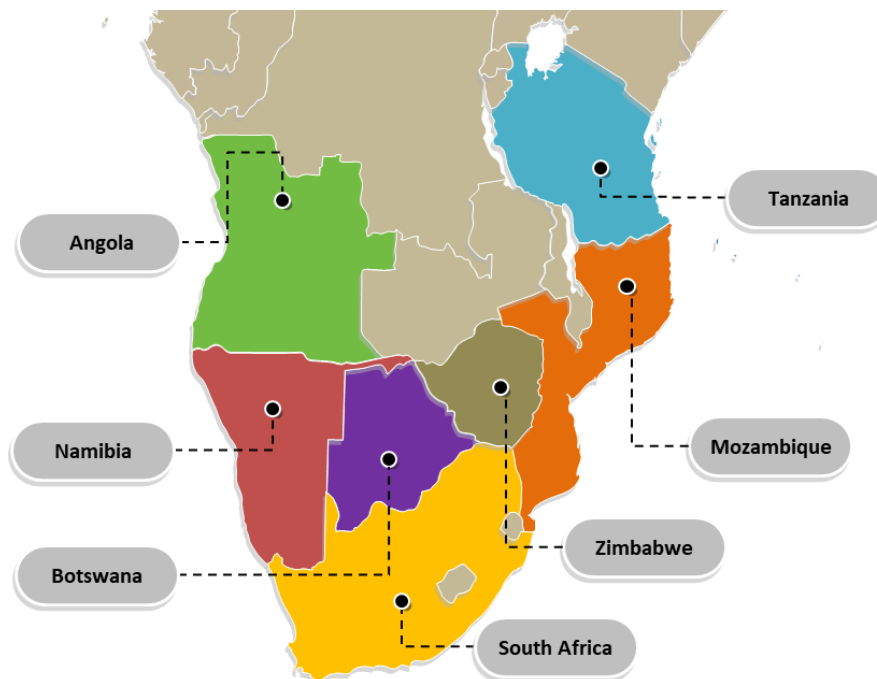 Tanzania
Angola
Mozambique
Namibia
Zimbabwe
Botswana
South Africa